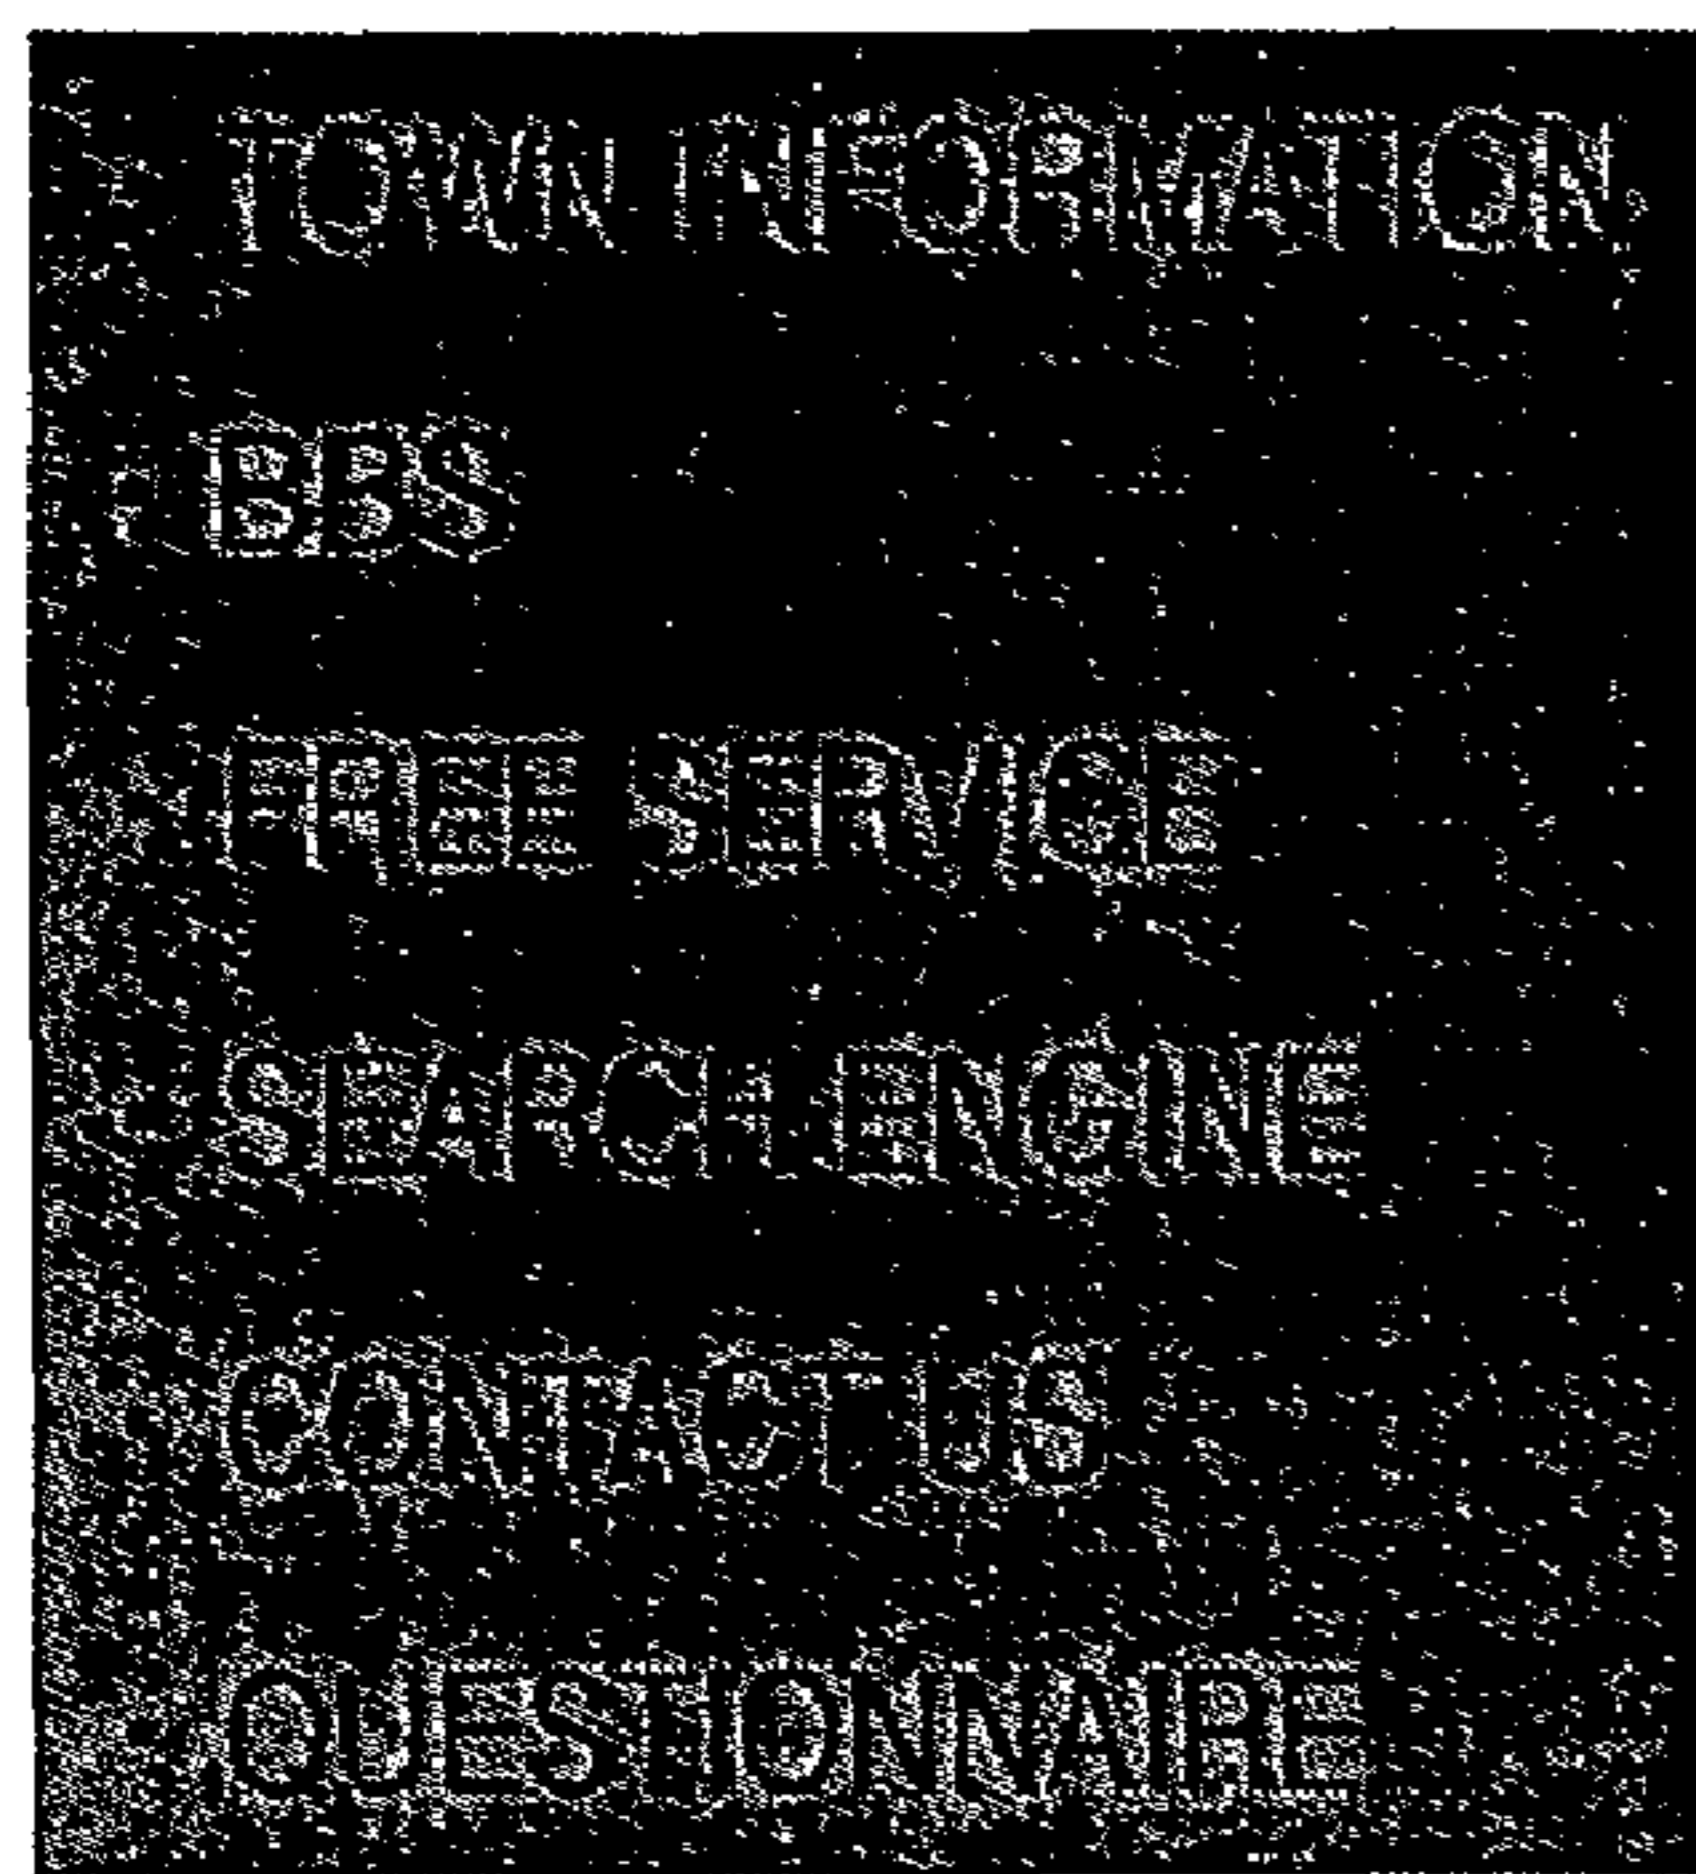 TOWN INFORMATION
BBS
FREE SERVICE
SEARCH ENGINE
CONTACT US
QUESTIONNAIRE